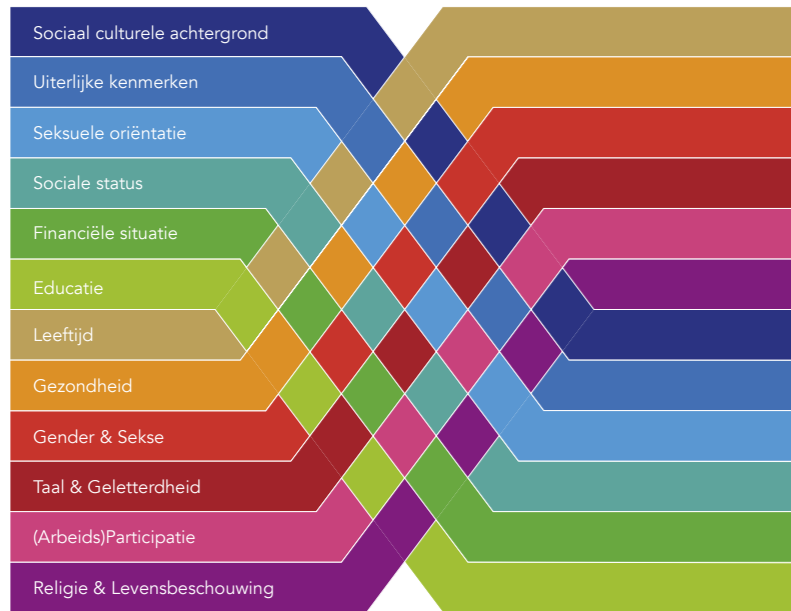 Sociaal culturele achtergrond
Uiterlijke kenmerken
Seksuele oriëntatie
Sociale status
Financiële situatie
Educatie
Leeftijd
Gezondheid
Gender & Sekse
Taal & Geletterdheid
(Arbeids)Participatie
Religie & Levensbeschouwing